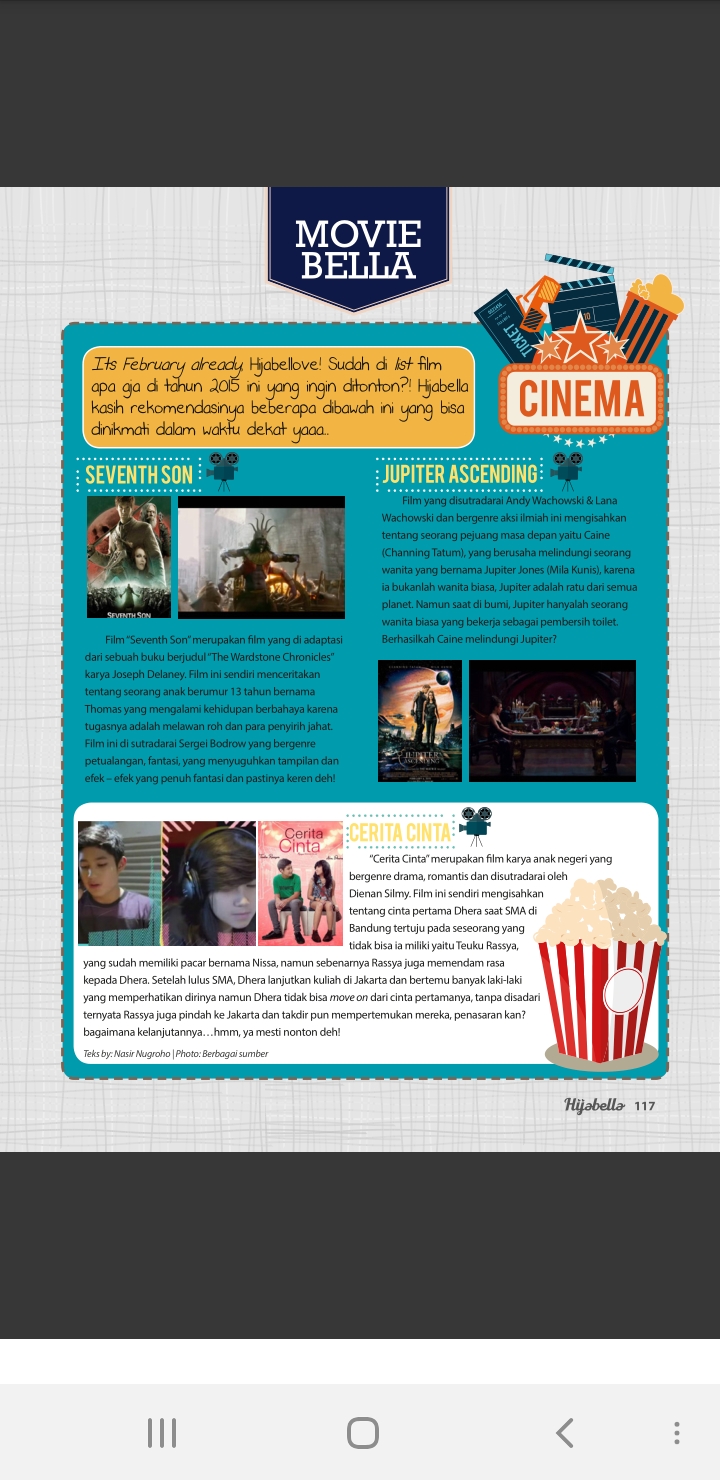 MOVIE
BELLA
TICKET
CINEMA
Its February already, Hijabellove! Sudah di list film
apa aja di tahun 2015 ini yang ingin ditonton?! Hijabella
kasih rekomendasinya beberapa dibawah ini yang bisa
dinikmati dalam waktu dekat yaaa..
SEVENTH SON
SEVENTH SON
Film “Seventh Son” merupakan film yang di adaptasi
dari sebuah buku berjudul “The Wardstone Chronicles”
karya Joseph Delaney. Film ini sendiri menceritakan
tentang seorang anak berumur 13 tahun bernama
Thomas yang mengalami kehidupan berbahaya karena
tugasnya adalah melawan roh dan para penyirih jahat.
Film ini di sutradarai Sergei Bodrow yang bergenre
petualangan, fantasi, yang menyuguhkan tampilan dan
efek – efek yang penuh fantasi dan pastinya keren deh!
JUPITER ASCENDING
Film yang disutradarai Andy Wachowski & Lana
Wachowski dan bergenre aksi ilmiah ini mengisahkan
tentang seorang pejuang masa depan yaitu Caine
(Channing Tatum), yang berusaha melindungi seorang
wanita yang bernama Jupiter Jones (Mila Kunis), karena
ia bukanlah wanita biasa, Jupiter adalah ratu dari semua
planet. Namun saat di bumi, Jupiter hanyalah seorang
wanita biasa yang bekerja sebagai pembersih toilet.
Berhasilkah Caine melindungi Jupiter?
JUPITER
ASCENDING
Cerita
Cinta
CERITA CINTA
“Cerita Cinta” merupakan film karya anak negeri yang
bergenre drama, romantis dan disutradarai oleh
Dienan Silmy. Film ini sendiri mengisahkan
tentang cinta pertama Dhera saat SMA di
Bandung tertuju pada seseorang yang
tidak bisa ia miliki yaitu Teuku Rassya,
yang sudah memiliki pacar bernama Nissa, namun sebenarnya Rassya juga memendam rasa
kepada Dhera. Setelah lulus SMA, Dhera lanjutkan kuliah di Jakarta dan bertemu banyak laki-laki
yang memperhatikan dirinya namun Dhera tidak bisa move on dari cinta pertamanya, tanpa disadari
ternyata Rassya juga pindah ke Jakarta dan takdir pun mempertemukan mereka, penasaran kan?
bagaimana kelanjutannya…hmm, ya mesti nonton deh!
Teks by: Nasir Nugroho | Photo: Berbagai sumber
Hijabella 117